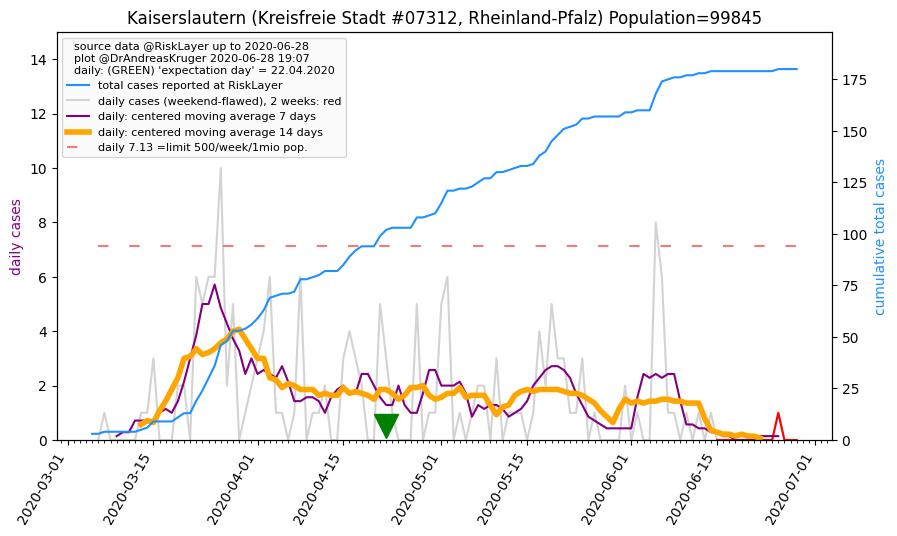 Kaiserslautern (Kreisfreie Stadt #07312, Rheinland-Pfalz) Population=99845
source data @RiskLayer up to 2020-06-28
plot @DrAndreasKruger 2020-06-28 19:07
daily: (GREEN) 'expectation day' = 22.04.2020
total cases reported at RiskLayer
daily cases (weekend-flawed), 2 weeks: red
daily: centered moving average 7 days
daily: centered moving average 14 days
daily 7.13 =limit 500/week/1mio pop.
daily cases
14
12
10
8
6
4
2
0
cumulative total cases
175
150
125
100
75
50
25
0
2020-03-01
2020-03-15
2020-04-01
2020-04-15
2020-05-01
2020-05-15
2020-06-01
2020-06-15
2020-07-01